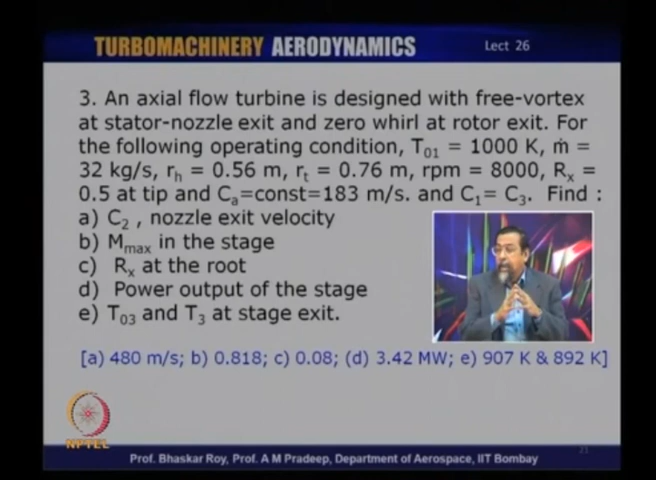 TURBOMACHINERY AERODYNAMICS Lect 26
3. An axial flow turbine is designed with free-vortex
at stator-nozzle exit and zero whirl at rotor exit. For
the following operating condition, T₀₁ = 1000 K, ṁ =
32 kg/s, rₕ = 0.56 m, rₜ = 0.76 m, rpm = 8000, Rₓ =
0.5 at tip and Cₐ=const=183 m/s. and C₁= C₃. Find :
a) C₂ , nozzle exit velocity
b) Mₘₐₓ in the stage
c) Rₓ at the root
d) Power output of the stage
e) T₀₃ and T₃ at stage exit.
[a) 480 m/s; b) 0.818; c) 0.08; (d) 3.42 MW; e) 907 K & 892 K]
NPTEL
Prof. Bhaskar Roy, Prof. A M Pradeep, Department of Aerospace, IIT Bombay
21